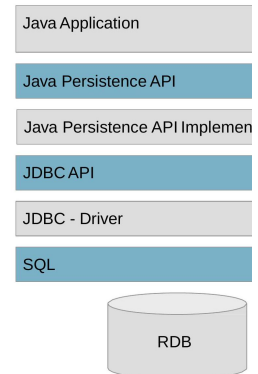 Java Application
Java Persistence API
Java Persistence API Implemen
JDBC API
JDBC - Driver
SQL
RDB